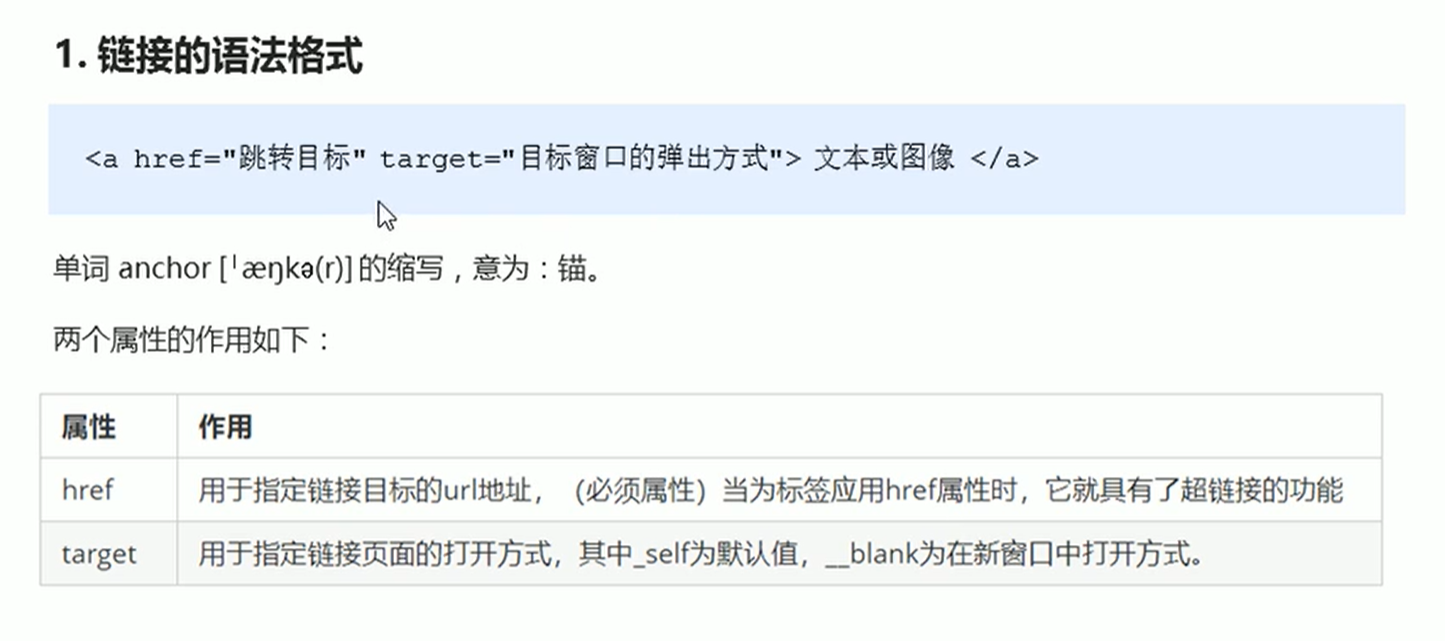 1. 链接的语法格式
<a href="跳转目标" target="目标窗口的弹出方式"> 文本或图像 </a>
单词 anchor [ˈæŋkə(r)] 的缩写，意为：锚。
两个属性的作用如下：
属性 作用
href 用于指定链接目标的url地址，（必须属性）当为标签应用href属性时，它就具有了超链接的功能
target 用于指定链接页面的打开方式，其中_self为默认值，__blank为在新窗口中打开方式。